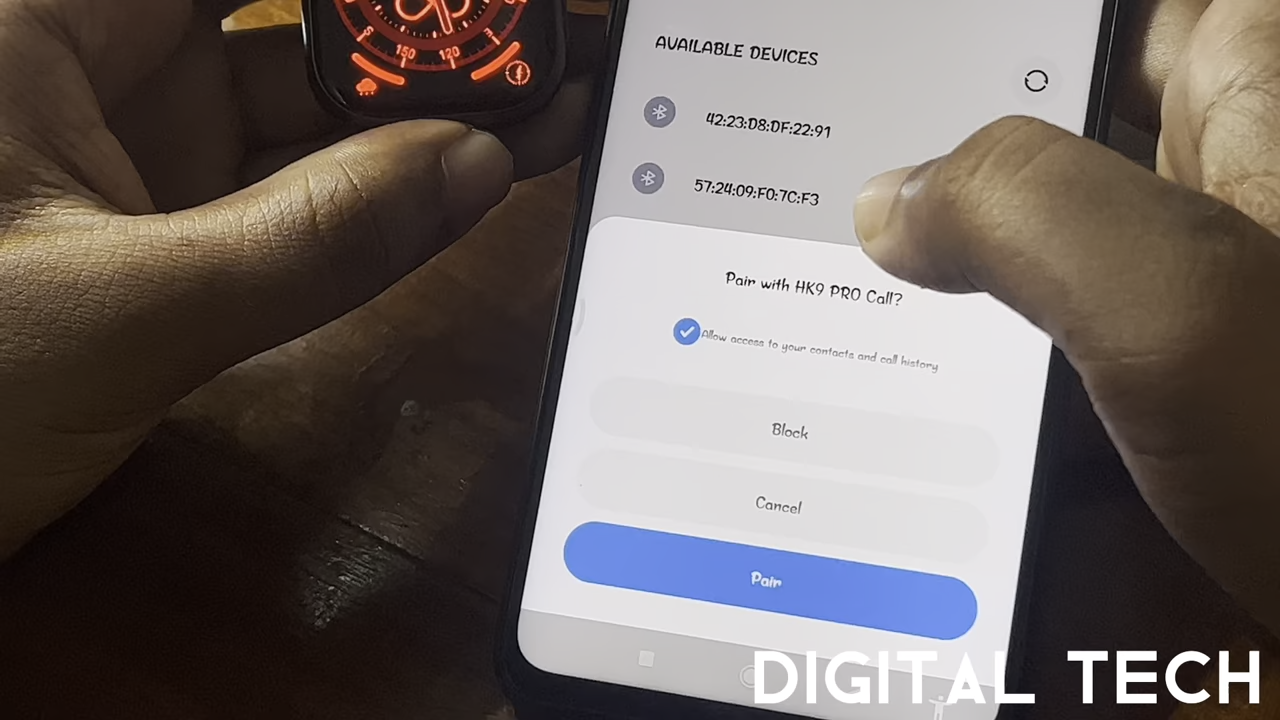 150
120
AVAILABLE DEVICES
42:23:D8:DF:22:91
57:24:09:F0:7C:F3
Pair with HK9 PRO Call?
Allow access to your contacts and call history
Block
Cancel
Pair
DIGITAL TECH